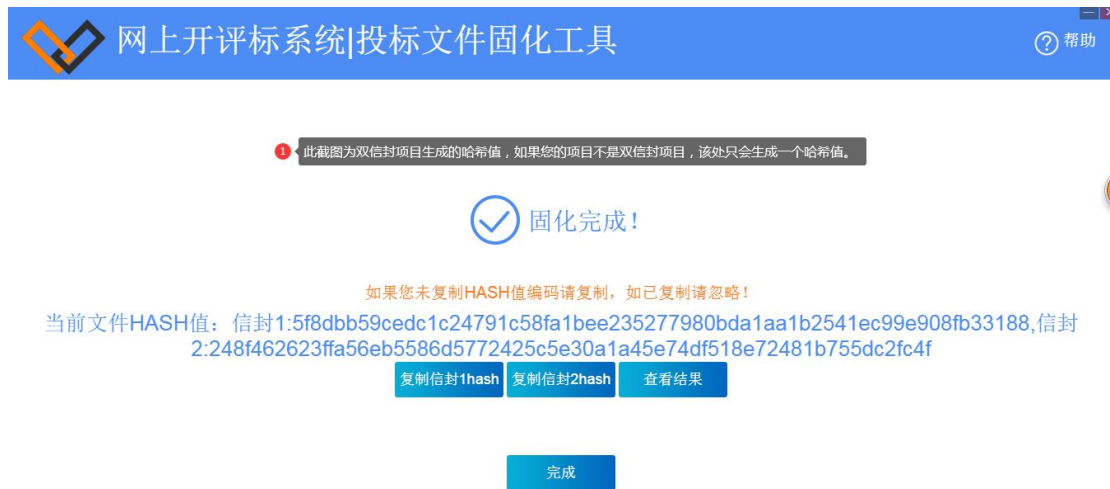 网上开评标系统|投标文件固化工具
帮助
1
此截图为双信封项目生成的哈希值，如果您的项目不是双信封项目，该处只会生成一个哈希值。
固化完成！
如果您未复制HASH值编码请复制，如已复制请忽略！
当前文件HASH值：信封1:5f8dbb59cedc1c24791c58fa1bee235277980bda1aa1b2541ec99e908fb33188,信封
2:248f462623ffa56eb5586d5772425c5e30a1a45e74df518e72481b755dc2fc4f
复制信封1hash 复制信封2hash 查看结果
完成